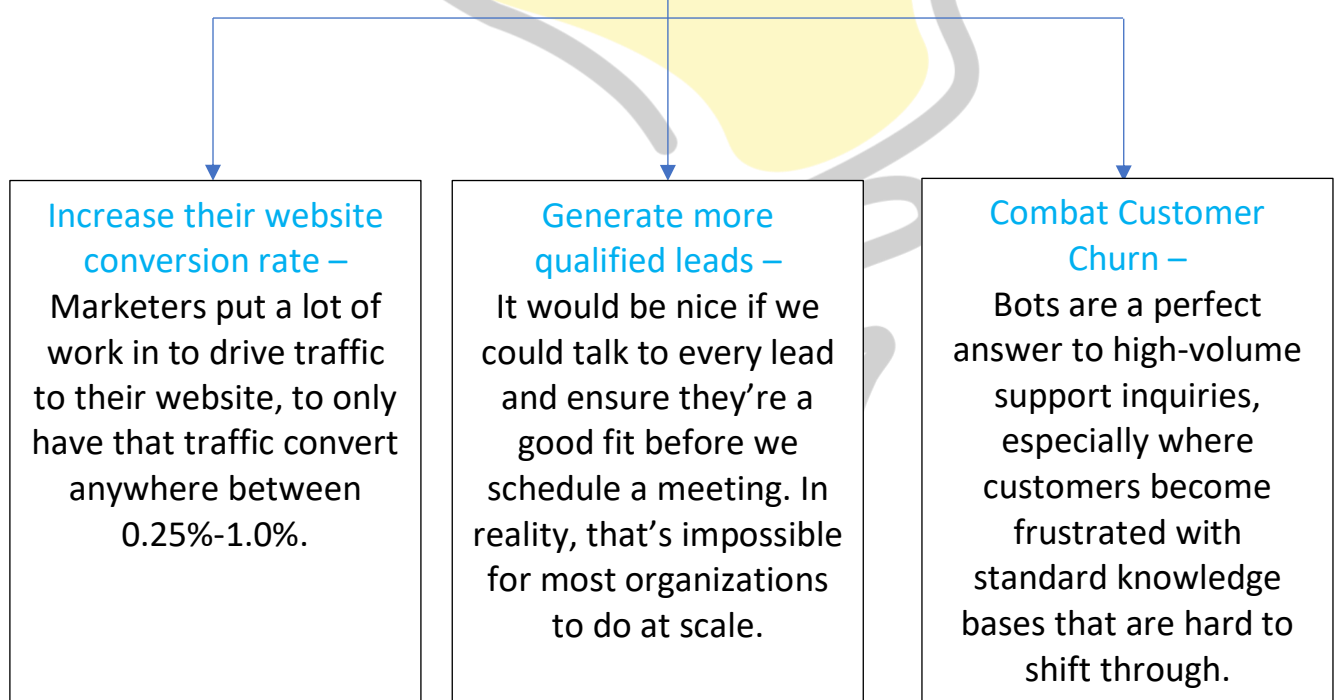 Increase their website
conversion rate –
Marketers put a lot of
work in to drive traffic
to their website, to only
have that traffic convert
anywhere between
0.25%-1.0%.
Generate more
qualified leads –
It would be nice if we
could talk to every lead
and ensure they’re a
good fit before we
schedule a meeting. In
reality, that’s impossible
for most organizations
to do at scale.
Combat Customer
Churn –
Bots are a perfect
answer to high-volume
support inquiries,
especially where
customers become
frustrated with
standard knowledge
bases that are hard to
shift through.